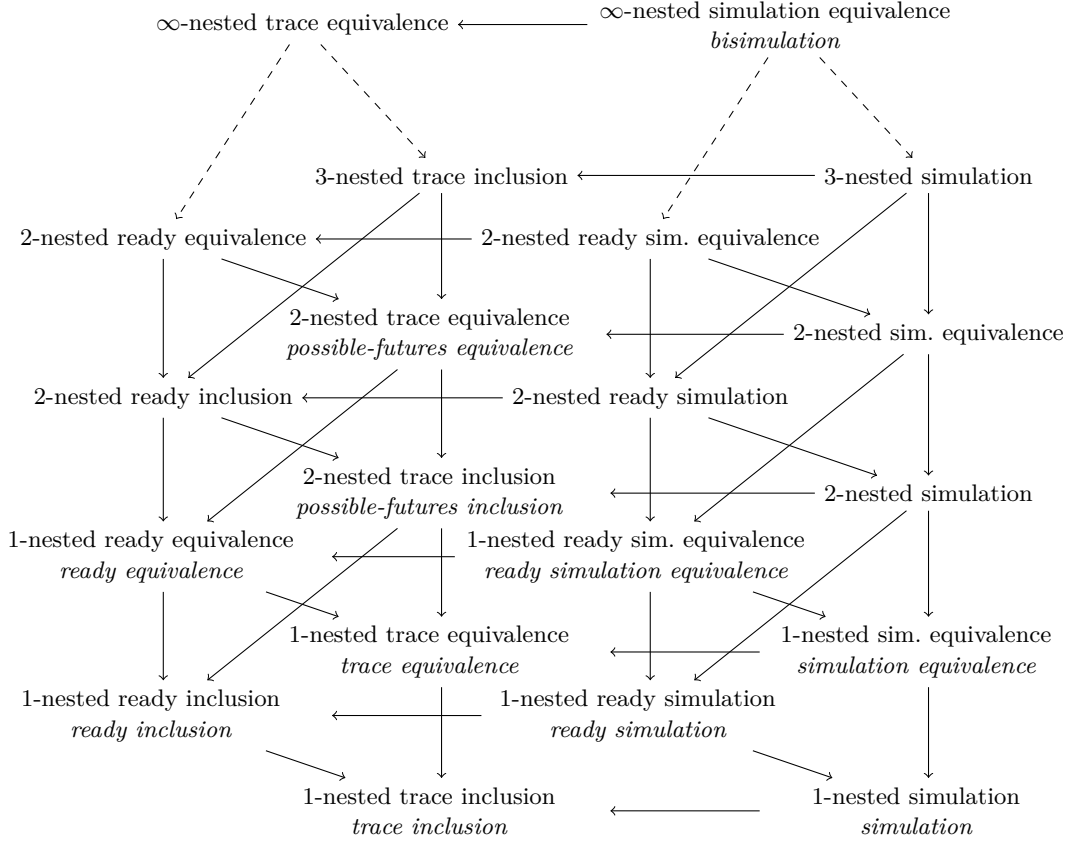 ∞-nested trace equivalence
∞-nested simulation equivalence
bisimulation
3-nested trace inclusion
3-nested simulation
2-nested ready equivalence
2-nested ready sim. equivalence
2-nested trace equivalence
possible-futures equivalence
2-nested sim. equivalence
2-nested ready inclusion
2-nested ready simulation
2-nested trace inclusion
possible-futures inclusion
2-nested simulation
1-nested ready equivalence
ready equivalence
1-nested ready sim. equivalence
ready simulation equivalence
1-nested trace equivalence
trace equivalence
1-nested sim. equivalence
simulation equivalence
1-nested ready inclusion
ready inclusion
1-nested ready simulation
ready simulation
1-nested trace inclusion
trace inclusion
1-nested simulation
simulation